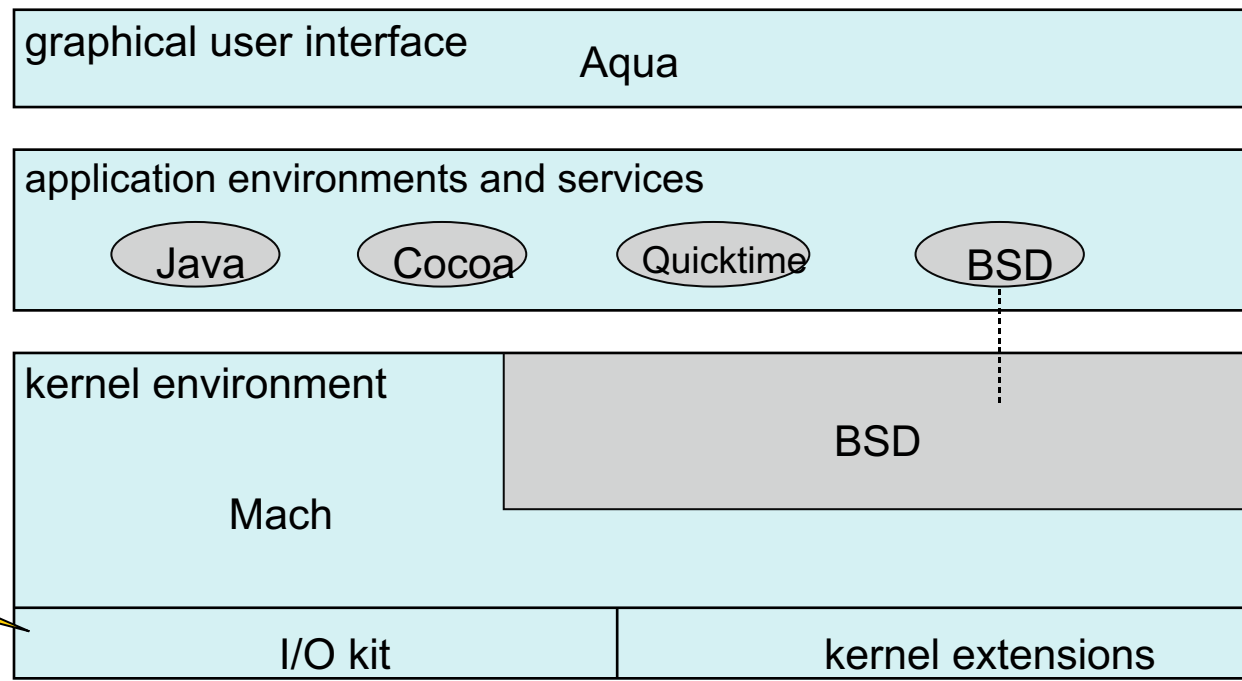 graphical user interface
Aqua
application environments and services
Java Cocoa Quicktime BSD
kernel environment
BSD
Mach
I/O kit kernel extensions